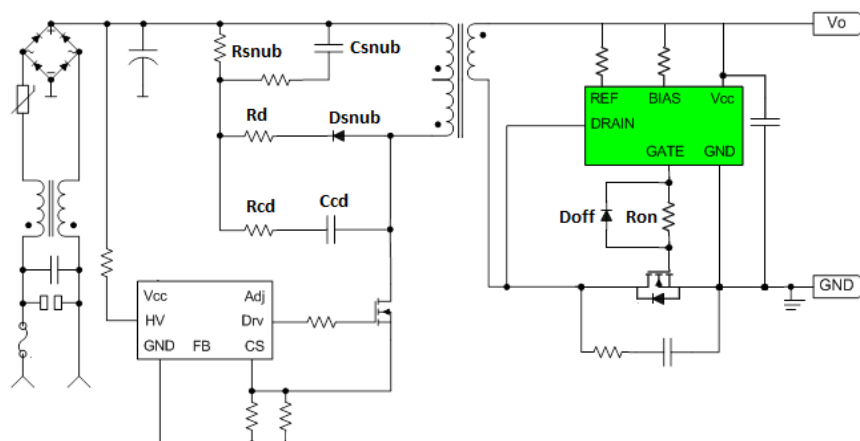 Vo
Rsnub
Csnub
REF BIAS Vcc
Rd
Dsnub
DRAIN
GATE GND
Rcd
Ccd
Doff
Ron
GND
Vcc Adj
HV Drv
GND FB CS